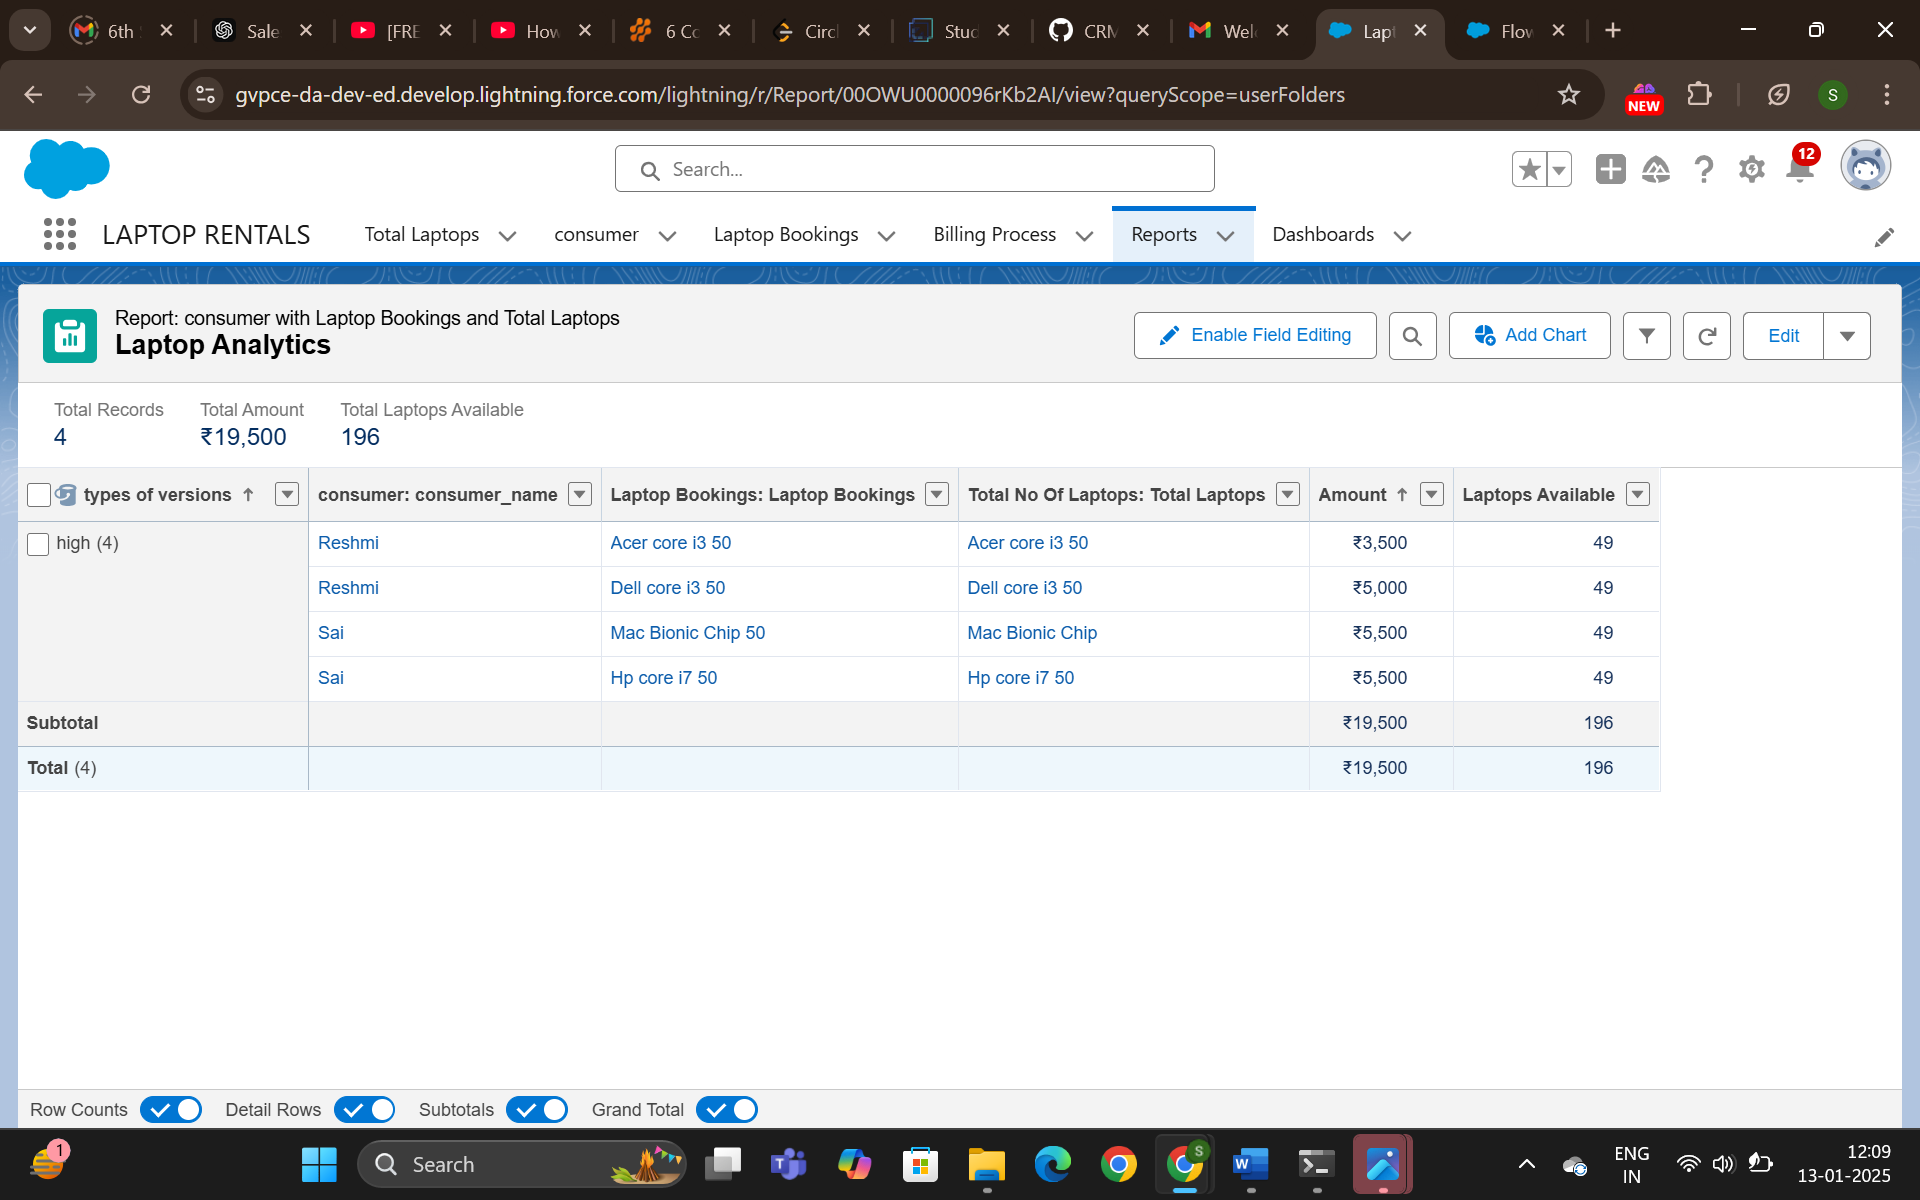 6th
Sale
[FRE
How
6 Cc
Circl
Stud
CRM
Wel
Lapt
Flow
gvpce-da-dev-ed.develop.lightning.force.com/lightning/r/Report/00OWU0000096rKb2AI/view?queryScope=userFolders
NEW
S
Search...
12
LAPTOP RENTALS
Total Laptops
consumer
Laptop Bookings
Billing Process
Reports
Dashboards
Report: consumer with Laptop Bookings and Total Laptops
Laptop Analytics
Enable Field Editing
Add Chart
Edit
Total Records Total Amount Total Laptops Available
4 ₹19,500 196
types of versions ↑ consumer: consumer_name Laptop Bookings: Laptop Bookings Total No Of Laptops: Total Laptops Amount ↑ Laptops Available
high (4) Reshmi Acer core i3 50 Acer core i3 50 ₹3,500 49
Reshmi Dell core i3 50 Dell core i3 50 ₹5,000 49
Sai Mac Bionic Chip 50 Mac Bionic Chip ₹5,500 49
Sai Hp core i7 50 Hp core i7 50 ₹5,500 49
Subtotal ₹19,500 196
Total (4) ₹19,500 196
Row Counts Detail Rows Subtotals Grand Total
1
Search
S
ENG
IN
12:09
13-01-2025